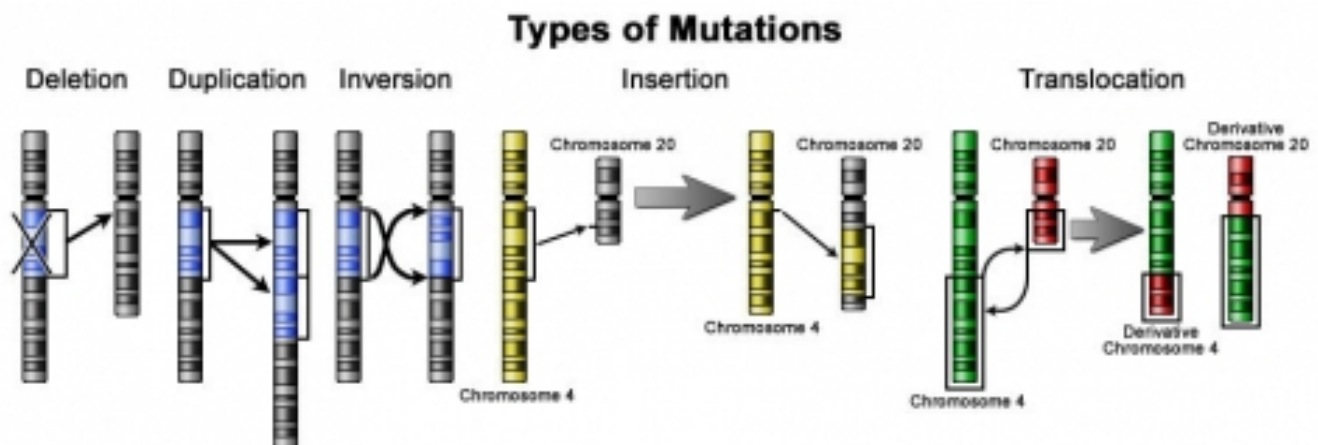 Types of Mutations
Deletion
Duplication
Inversion
Insertion
Translocation
Chromosome 20
Chromosome 4
Chromosome 20
Chromosome 4
Chromosome 20
Chromosome 4
Derivative
Chromosome 20
Derivative
Chromosome 4